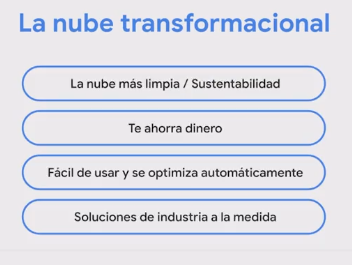 La nube transformacional
La nube más limpia / Sustentabilidad
Te ahorra dinero
Fácil de usar y se optimiza automáticamente
Soluciones de industria a la medida